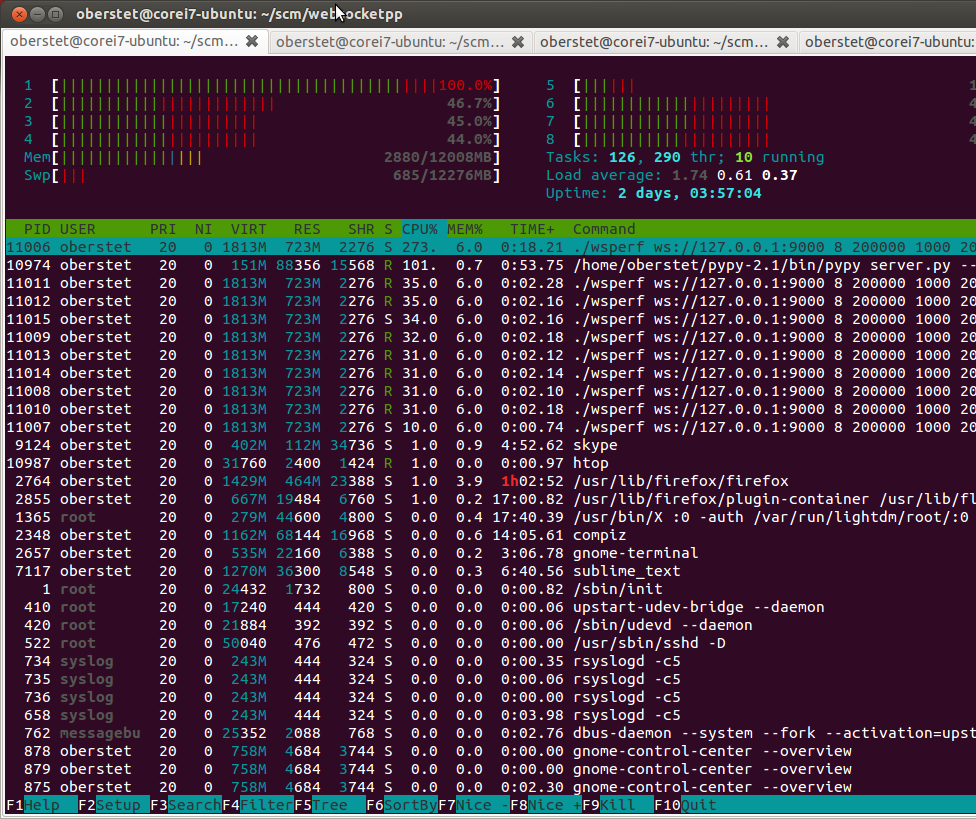 oberstet@corei7-ubuntu: ~/scm/websocketpp
oberstet@corei7-ubuntu: ~/scm... oberstet@corei7-ubuntu: ~/scm... oberstet@corei7-ubuntu: ~/scm... oberstet@corei7-ubuntu:
1 [||||||||||||||||||||||||||||||||||||||||||100.0%] 5 [||||||
2 [|||||||||||||||||||||||| 46.7%] 6 [|||||||||||||||||||||
3 [|||||||||||||||||||||| 45.0%] 7 [|||||||||||||||||||||
4 [|||||||||||||||||||||| 44.0%] 8 [|||||||||||||||||||||
Mem[|||||||||||||||| 2880/12008MB] Tasks: 126, 290 thr; 10 running
Swp[||| 685/12276MB] Load average: 1.74 0.61 0.37
Uptime: 2 days, 03:57:04
PID USER PRI NI VIRT RES SHR S CPU% MEM% TIME+ Command
11006 oberstet 20 0 1813M 723M 2276 S 273. 6.0 0:18.21 ./wsperf ws://127.0.0.1:9000 8 200000 1000 20
10974 oberstet 20 0 151M 88356 15568 R 101. 0.7 0:53.75 /home/oberstet/pypy-2.1/bin/pypy server.py --
11011 oberstet 20 0 1813M 723M 2276 R 35.0 6.0 0:02.28 ./wsperf ws://127.0.0.1:9000 8 200000 1000 20
11012 oberstet 20 0 1813M 723M 2276 R 35.0 6.0 0:02.16 ./wsperf ws://127.0.0.1:9000 8 200000 1000 20
11015 oberstet 20 0 1813M 723M 2276 S 34.0 6.0 0:02.16 ./wsperf ws://127.0.0.1:9000 8 200000 1000 20
11009 oberstet 20 0 1813M 723M 2276 R 32.0 6.0 0:02.18 ./wsperf ws://127.0.0.1:9000 8 200000 1000 20
11013 oberstet 20 0 1813M 723M 2276 R 31.0 6.0 0:02.12 ./wsperf ws://127.0.0.1:9000 8 200000 1000 20
11014 oberstet 20 0 1813M 723M 2276 R 31.0 6.0 0:02.14 ./wsperf ws://127.0.0.1:9000 8 200000 1000 20
11008 oberstet 20 0 1813M 723M 2276 R 31.0 6.0 0:02.10 ./wsperf ws://127.0.0.1:9000 8 200000 1000 20
11010 oberstet 20 0 1813M 723M 2276 R 31.0 6.0 0:02.18 ./wsperf ws://127.0.0.1:9000 8 200000 1000 20
11007 oberstet 20 0 1813M 723M 2276 S 10.0 6.0 0:00.74 ./wsperf ws://127.0.0.1:9000 8 200000 1000 20
9124 oberstet 20 0 402M 112M 34736 S 1.0 0.9 4:52.62 skype
10987 oberstet 20 0 31760 2400 1424 R 1.0 0.0 0:00.97 htop
2764 oberstet 20 0 1429M 464M 23388 S 1.0 3.9 1h02:52 /usr/lib/firefox/firefox
2855 oberstet 20 0 667M 19484 6760 S 1.0 0.2 17:00.82 /usr/lib/firefox/plugin-container /usr/lib/fl
1365 root 20 0 279M 44600 4800 S 0.0 0.4 17:40.39 /usr/bin/X :0 -auth /var/run/lightdm/root/:0
2348 oberstet 20 0 1162M 68144 16968 S 0.0 0.6 14:05.61 compiz
2657 oberstet 20 0 535M 22160 6388 S 0.0 0.2 3:06.78 gnome-terminal
7117 oberstet 20 0 1270M 36300 8548 S 0.0 0.3 6:40.56 sublime_text
1 root 20 0 24432 1732 800 S 0.0 0.0 0:00.82 /sbin/init
410 root 20 0 17240 444 420 S 0.0 0.0 0:00.06 upstart-udev-bridge --daemon
420 root 20 0 21884 392 392 S 0.0 0.0 0:00.06 /sbin/udevd --daemon
522 root 20 0 50040 476 472 S 0.0 0.0 0:00.00 /usr/sbin/sshd -D
734 syslog 20 0 243M 444 324 S 0.0 0.0 0:00.35 rsyslogd -c5
735 syslog 20 0 243M 444 324 S 0.0 0.0 0:00.06 rsyslogd -c5
736 syslog 20 0 243M 444 324 S 0.0 0.0 0:00.00 rsyslogd -c5
658 syslog 20 0 243M 444 324 S 0.0 0.0 0:03.98 rsyslogd -c5
762 messagebu 20 0 25352 2088 768 S 0.0 0.0 0:02.76 dbus-daemon --system --fork --activation=upst
878 oberstet 20 0 758M 4684 3744 S 0.0 0.0 0:00.00 gnome-control-center --overview
879 oberstet 20 0 758M 4684 3744 S 0.0 0.0 0:00.00 gnome-control-center --overview
875 oberstet 20 0 758M 4684 3744 S 0.0 0.0 0:02.30 gnome-control-center --overview
F1Help F2Setup F3SearchF4FilterF5Tree F6SortByF7Nice -F8Nice +F9Kill F10Quit